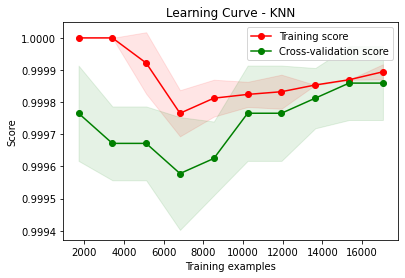 Learning Curve - KNN
Training score
Cross-validation score
Score
1.0000
0.9999
0.9998
0.9997
0.9996
0.9995
0.9994
2000 4000 6000 8000 10000 12000 14000 16000
Training examples